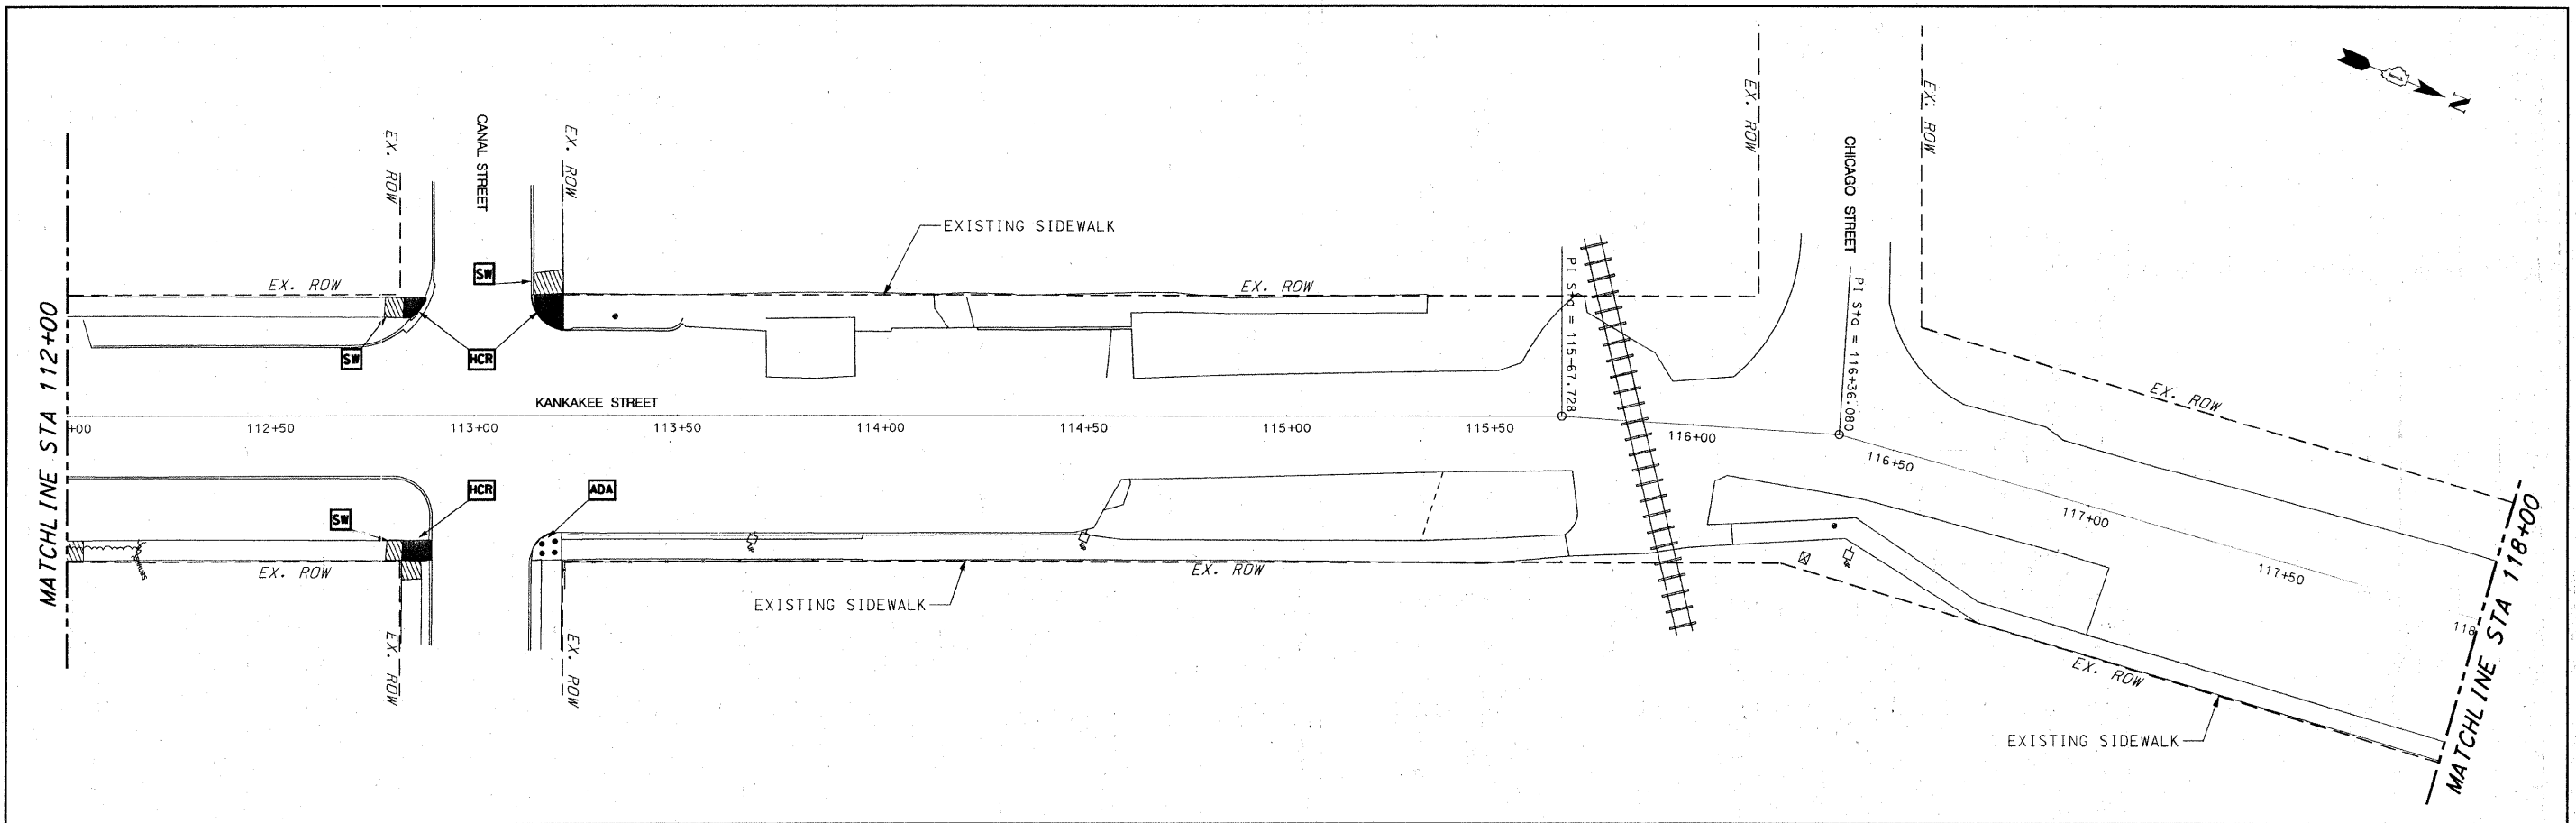 N
EX. ROW
CANAL STREET
EX. ROW
EX. ROW
CHICAGO STREET
EX. ROW
EXISTING SIDEWALK
SW
EX. ROW
EX. ROW
PI Sta = 115+67.728
PI Sta = 116+36.080
MATCHLINE STA 112+00
SW
HCR
EX. ROW
KANKAKEE STREET
+00
112+50
113+00
113+50
114+00
114+50
115+00
115+50
116+00
116+50
117+00
117+50
118
HCR
ADA
SW
EX. ROW
EX. ROW
EXISTING SIDEWALK
EX. ROW
EX. ROW
EX. ROW
EXISTING SIDEWALK
MATCHLINE STA 118+00